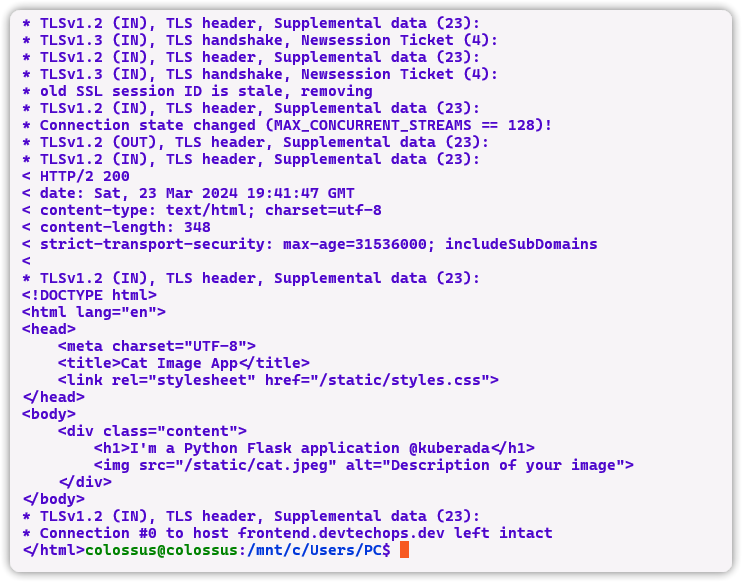 * TLSv1.2 (IN), TLS header, Supplemental data (23):
* TLSv1.3 (IN), TLS handshake, Newsession Ticket (4):
* TLSv1.2 (IN), TLS header, Supplemental data (23):
* TLSv1.3 (IN), TLS handshake, Newsession Ticket (4):
* old SSL session ID is stale, removing
* TLSv1.2 (IN), TLS header, Supplemental data (23):
* Connection state changed (MAX_CONCURRENT_STREAMS == 128)!
* TLSv1.2 (OUT), TLS header, Supplemental data (23):
* TLSv1.2 (IN), TLS header, Supplemental data (23):
< HTTP/2 200
< date: Sat, 23 Mar 2024 19:41:47 GMT
< content-type: text/html; charset=utf-8
< content-length: 348
< strict-transport-security: max-age=31536000; includeSubDomains
<
* TLSv1.2 (IN), TLS header, Supplemental data (23):
<!DOCTYPE html>
<html lang="en">
<head>
    <meta charset="UTF-8">
    <title>Cat Image App</title>
    <link rel="stylesheet" href="/static/styles.css">
</head>
<body>
    <div class="content">
        <h1>I'm a Python Flask application @kuberada</h1>
        <img src="/static/cat.jpeg" alt="Description of your image">
    </div>
</body>
* TLSv1.2 (IN), TLS header, Supplemental data (23):
* Connection #0 to host frontend.devtechops.dev left intact
</html>colossus@colossus:/mnt/c/Users/PC$